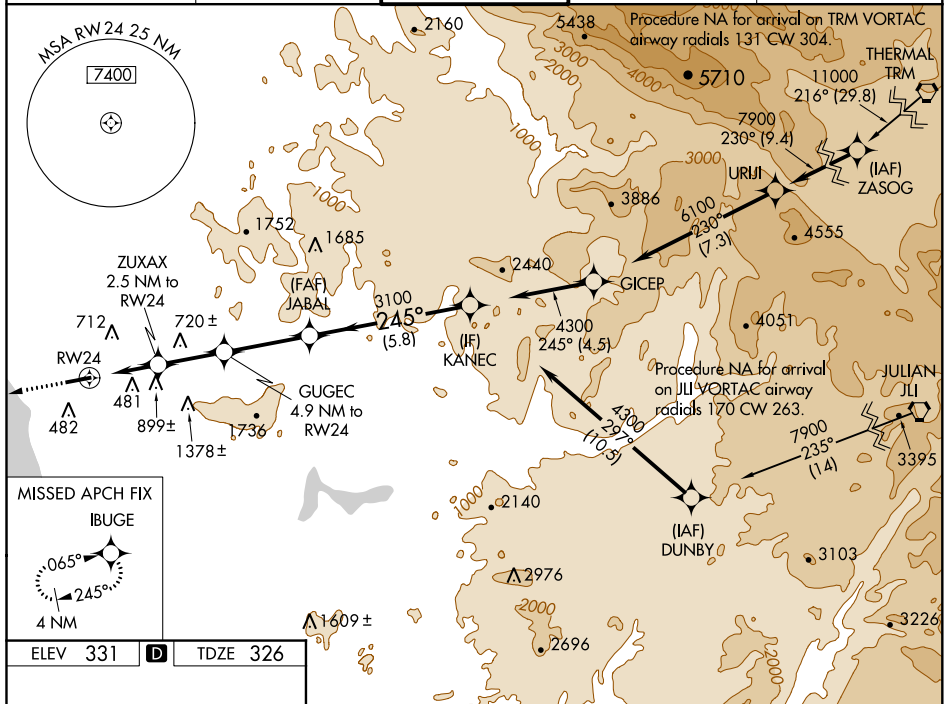 MSA RW 24 25 NM
7400
2160
5438
Procedure NA for arrival on TRM VORTAC
airway radials 131 CW 304.
3000
2000
4000
5710
THERMAL
TRM
11000
216° (29.8)
7900
230° (9.4)
1000
3000
(IAF)
ZASOG
URIJI
1000
3886
6100
230°
(7.3)
4555
1752
1685
2440
GICEP
ZUXAX
2.5 NM to
RW24
(FAF)
JABAL
3100
245°
(5.8)
(IF)
KANEC
4300
245° (4.5)
4051
712
720 ±
RW24
GUGEC
4.9 NM to
RW24
Procedure NA for arrival
on JLI VORTAC airway
radials 170 CW 263.
JULIAN
JLI
481
482
899±
1378±
1736
4300
297°
(10.5)
7900
235°
(14)
3395
MISSED APCH FIX
IBUGE
065°
245°
4 NM
1000
2140
(IAF)
DUNBY
3103
2976
2000
1609 ±
2696
3226
2000
ELEV 331 D TDZE 326